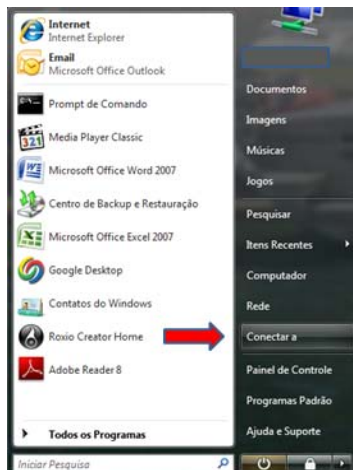 Internet
Internet Explorer
Email
Microsoft Office Outlook
Prompt de Comando
Media Player Classic
Microsoft Office Word 2007
Centro de Backup e Restauração
Microsoft Office Excel 2007
Google Desktop
Contatos do Windows
Roxio Creator Home
Adobe Reader 8
Todos os Programas
Iniciar Pesquisa
Documentos
Imagens
Músicas
Jogos
Pesquisar
Itens Recentes
Computador
Rede
Conectar a
Painel de Controle
Programas Padrão
Ajuda e Suporte